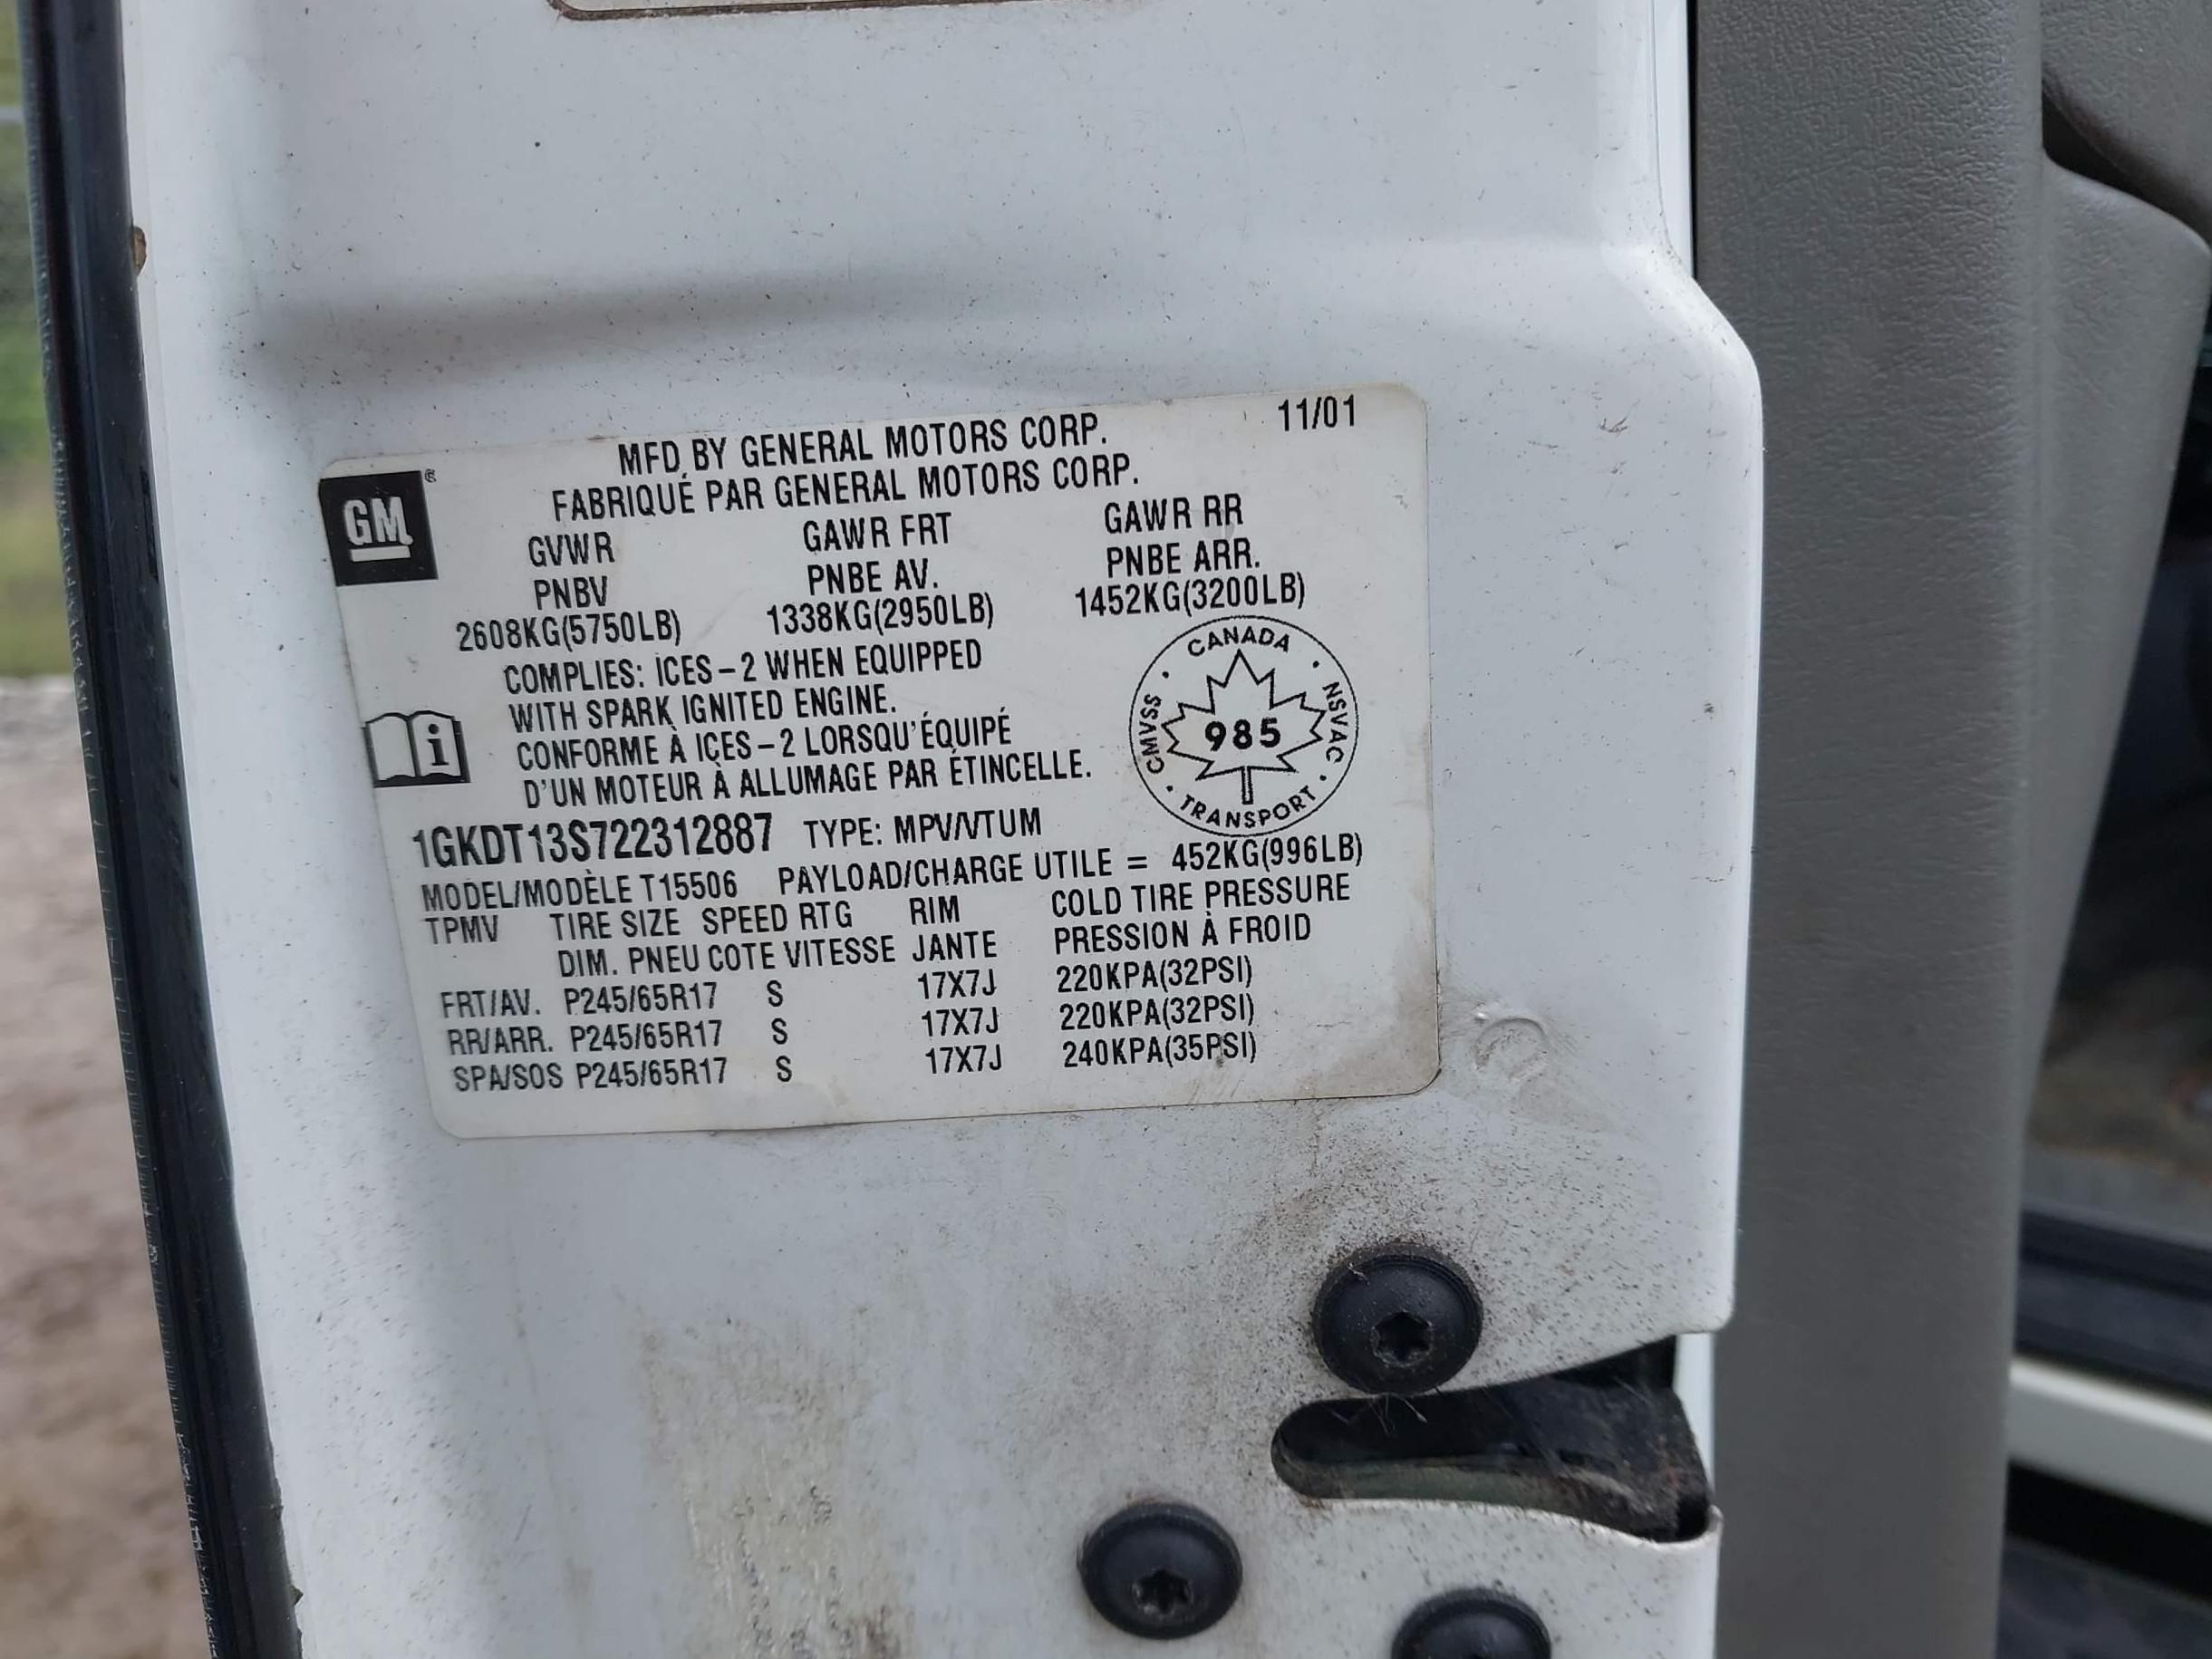 11/01
MFD BY GENERAL MOTORS CORP.
FABRIQUÉ PAR GENERAL MOTORS CORP.
GM®
GVWR GAWR FRT GAWR RR
PNBV PNBE AV. PNBE ARR.
2608KG(5750LB) 1338KG(2950LB) 1452KG(3200LB)
COMPLIES: ICES-2 WHEN EQUIPPED
WITH SPARK IGNITED ENGINE.
CONFORME À ICES-2 LORSQU'ÉQUIPÉ
D'UN MOTEUR À ALLUMAGE PAR ÉTINCELLE.
i
CANADA · NSVAC · TRANSPORT · CMVSS ·
985
1GKDT13S722312887 TYPE: MPV/VTUM
MODEL/MODÈLE T15506 PAYLOAD/CHARGE UTILE = 452KG(996LB)
TPMV TIRE SIZE SPEED RTG RIM COLD TIRE PRESSURE
DIM. PNEU COTE VITESSE JANTE PRESSION À FROID
FRT/AV. P245/65R17 S 17X7J 220KPA(32PSI)
RR/ARR. P245/65R17 S 17X7J 220KPA(32PSI)
SPA/SOS P245/65R17 S 17X7J 240KPA(35PSI)